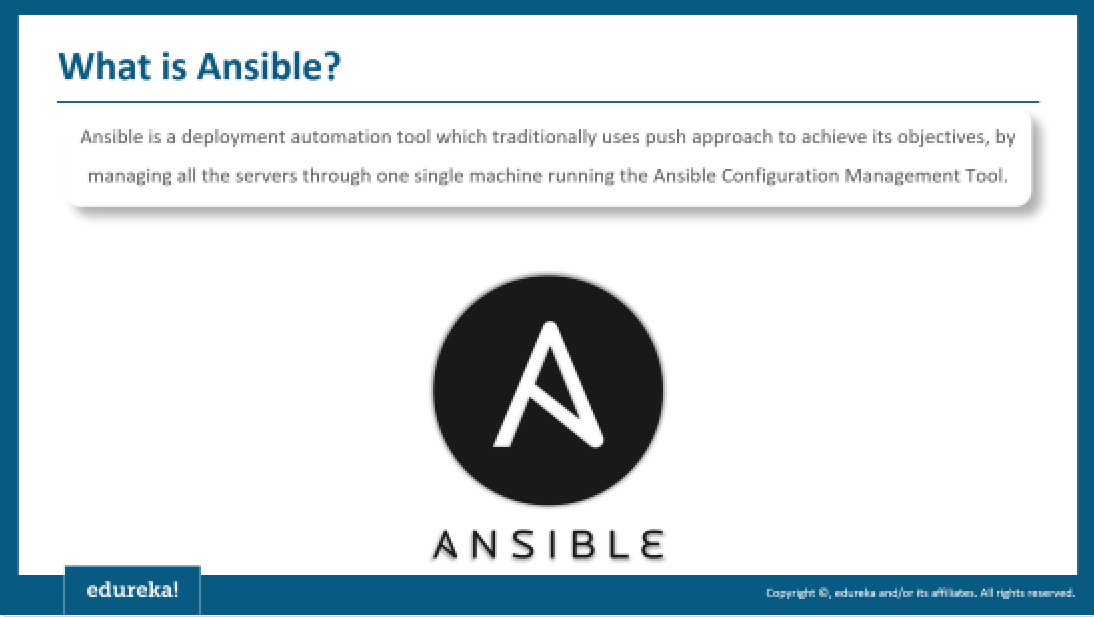 What is Ansible?
Ansible is a deployment automation tool which traditionally uses push approach to achieve its objectives, by
managing all the servers through one single machine running the Ansible Configuration Management Tool.
ANSIBLE
edureka!
Copyright ©, edureka and/or its affiliates. All rights reserved.